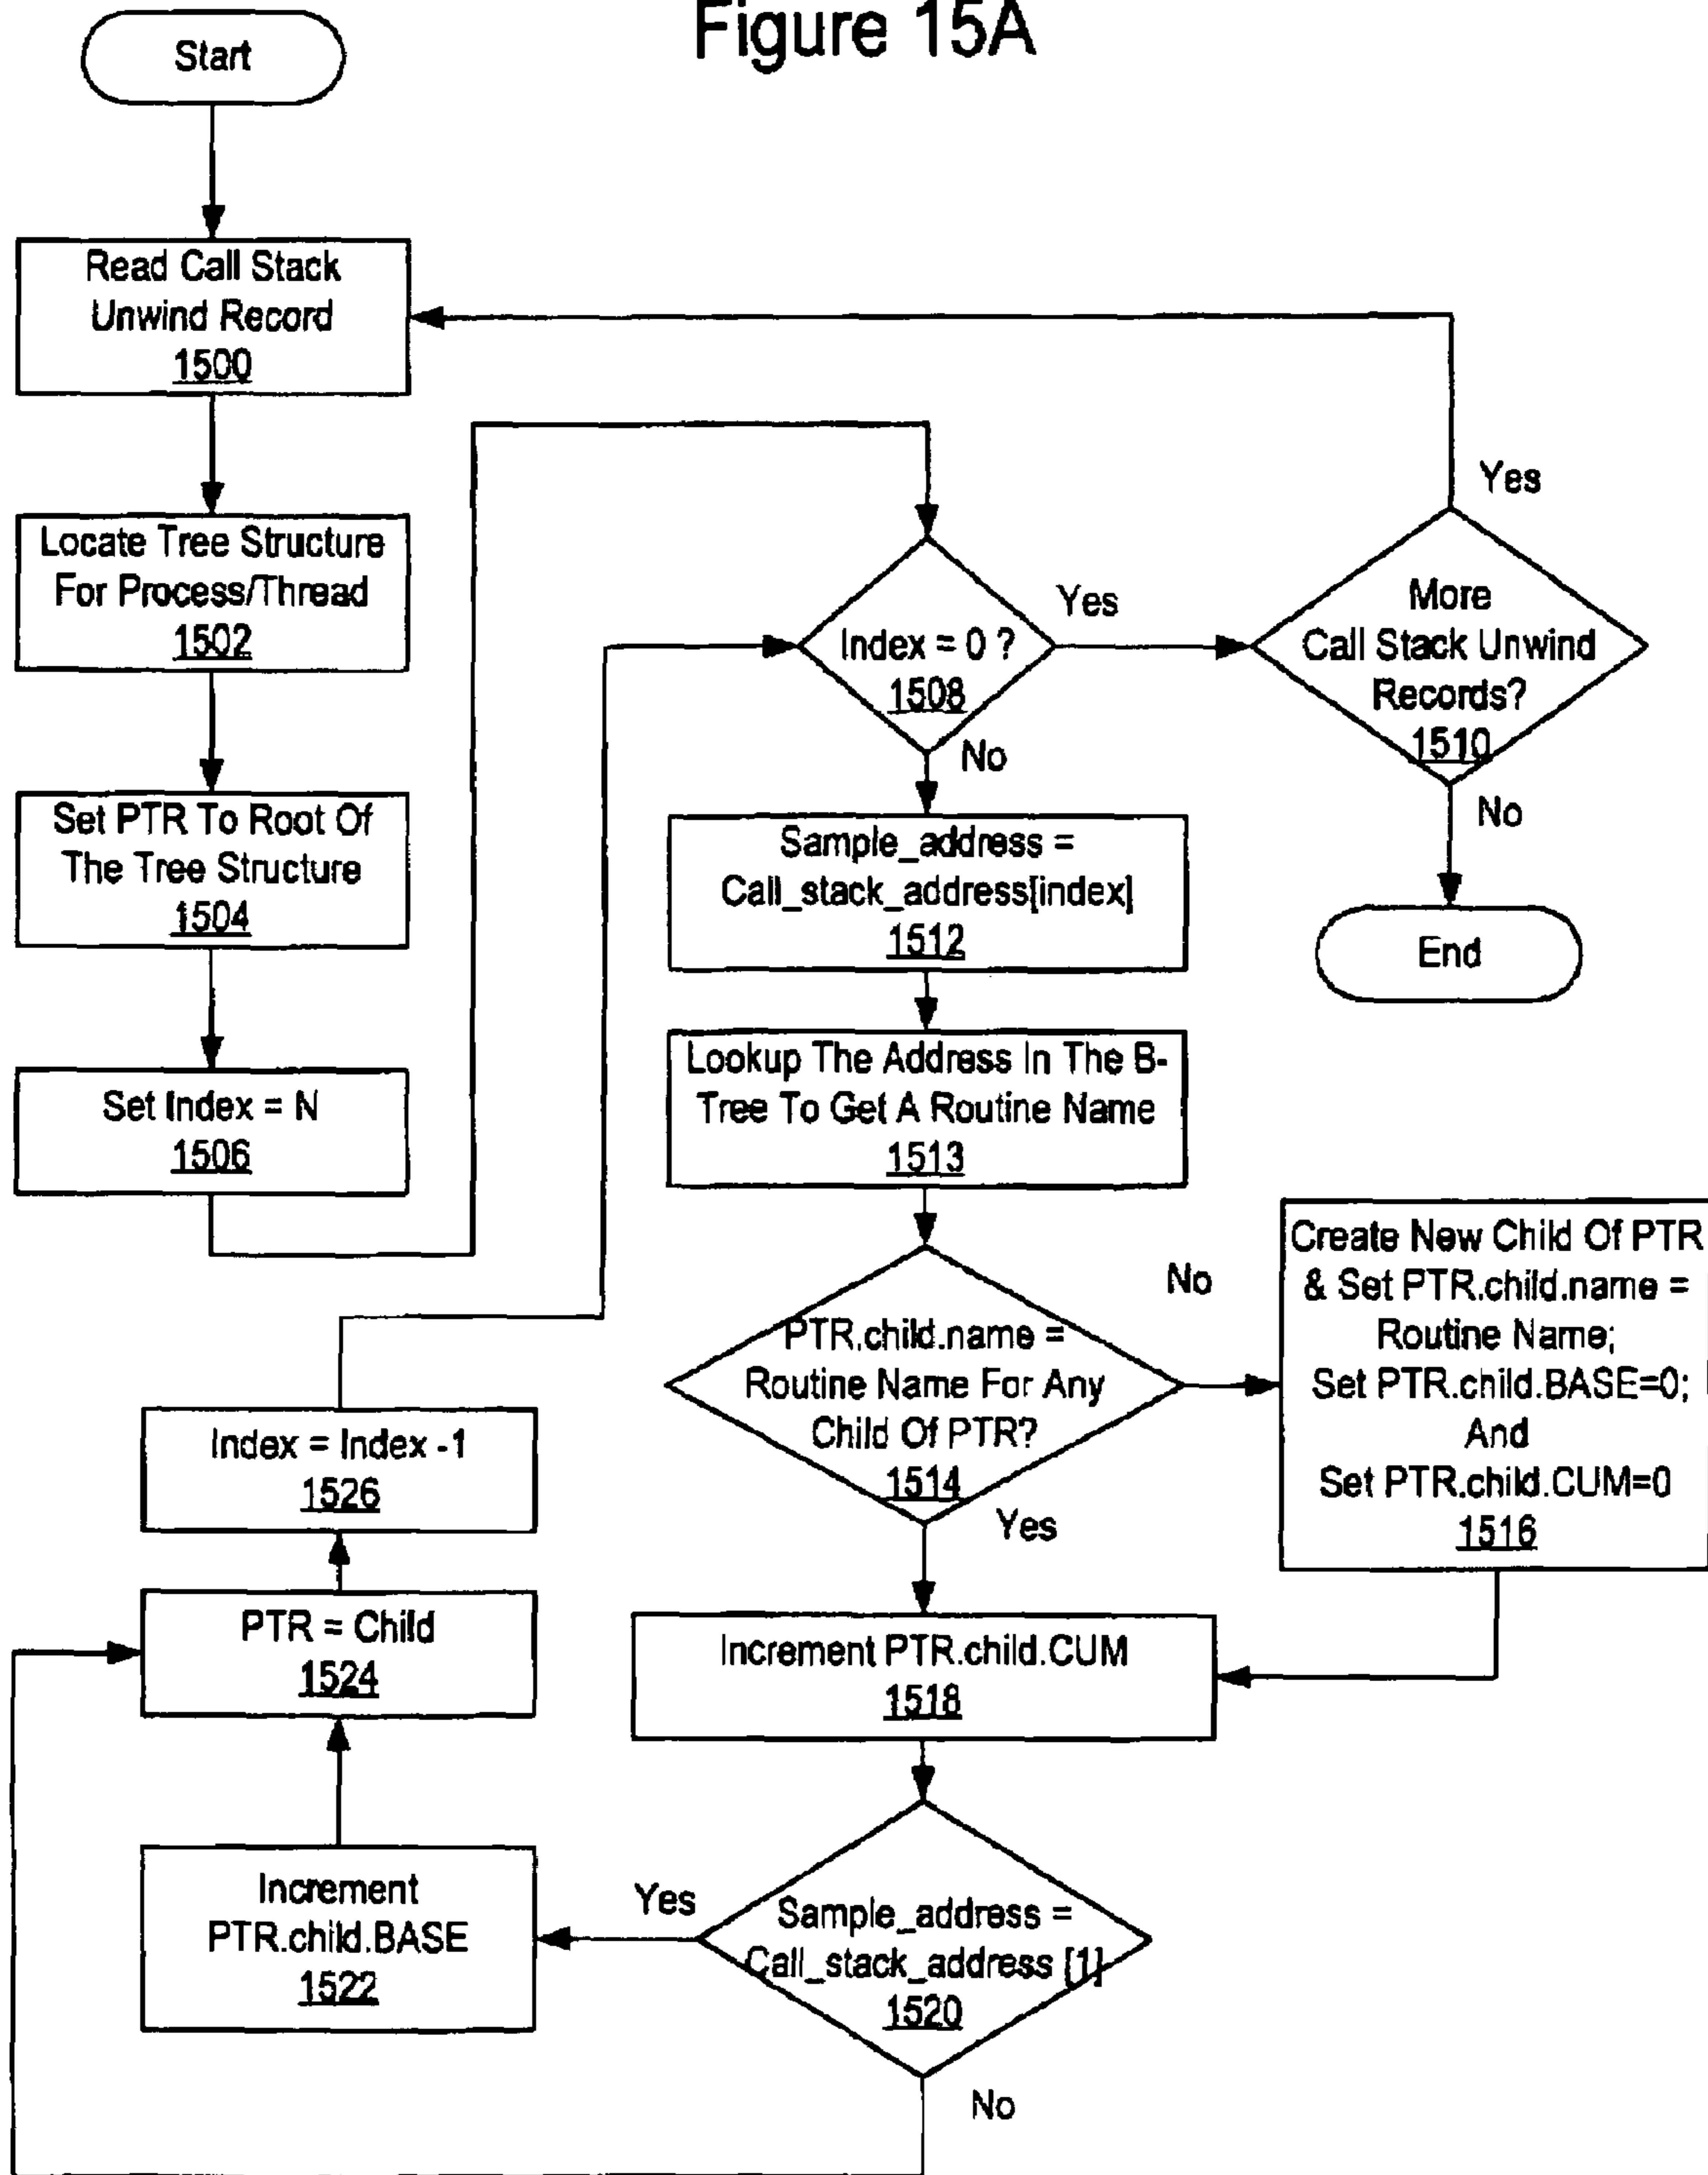 Figure 15A
Start
Read Call Stack
Unwind Record
1500
Locate Tree Structure
For Process/Thread
1502
Set PTR To Root Of
The Tree Structure
1504
Set Index = N
1506
Index = 0 ?
1508
Yes
No
More
Call Stack Unwind
Records?
1510
Yes
No
End
Sample_address =
Call_stack_address[index]
1512
Lookup The Address In The B-
Tree To Get A Routine Name
1513
PTR.child.name =
Routine Name For Any
Child Of PTR?
1514
No
Yes
Create New Child Of PTR
& Set PTR.child.name =
Routine Name;
Set PTR.child.BASE=0;
And
Set PTR.child.CUM=0
1516
Increment PTR.child.CUM
1518
Sample_address =
Call_stack_address [1]
1520
Yes
No
Increment
PTR.child.BASE
1522
PTR = Child
1524
Index = Index -1
1526